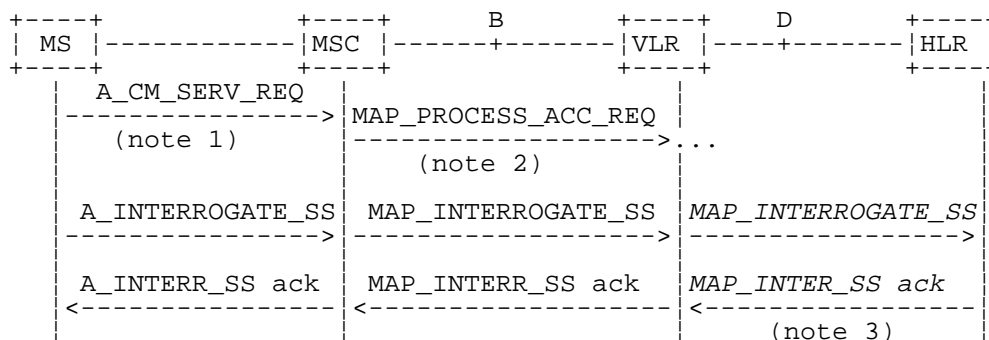 B D
MS MSC VLR HLR
A_CM_SERV_REQ
MAP_PROCESS_ACC_REQ
(note 1) ...
(note 2)
A_INTERROGATE_SS MAP_INTERROGATE_SS MAP_INTERROGATE_SS
A_INTERR_SS ack MAP_INTERR_SS ack MAP_INTER_SS ack
(note 3)